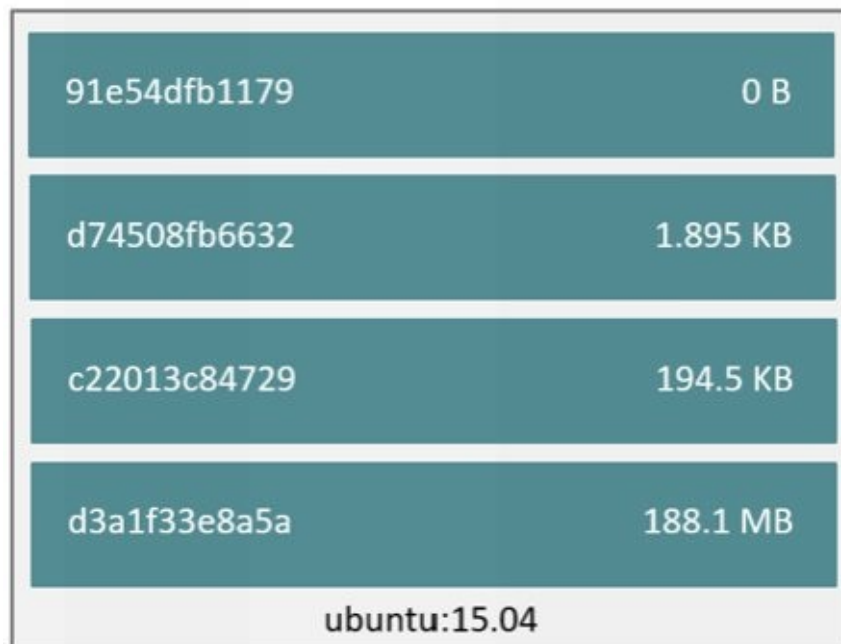 91e54dfb1179 0 B
d74508fb6632 1.895 KB
c22013c84729 194.5 KB
d3a1f33e8a5a 188.1 MB
ubuntu:15.04